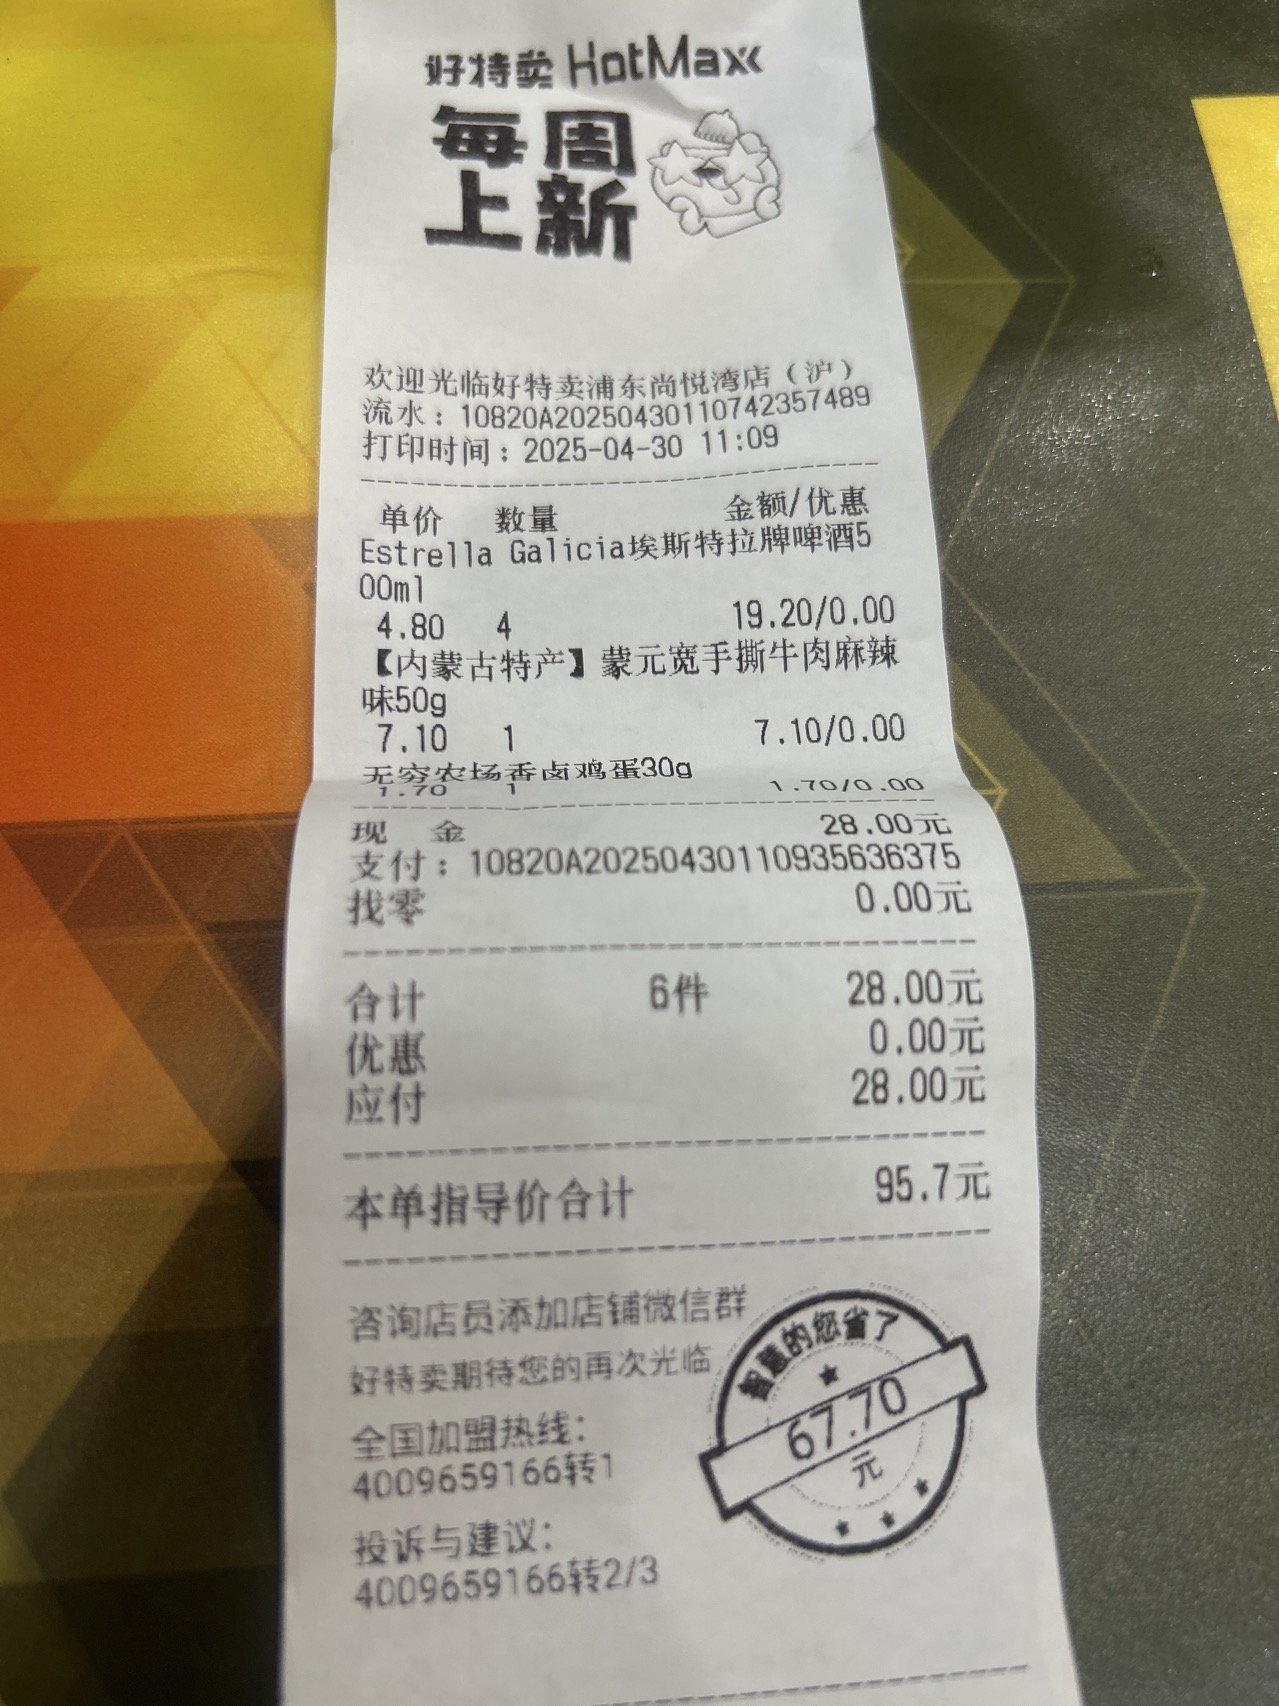 好特卖 HotMaxx
每周
上新
欢迎光临好特卖浦东尚悦湾店（沪）
流水：10820A20250430110742357489
打印时间：2025-04-30 11:09
单价 数量 金额/优惠
Estrella Galicia埃斯特拉牌啤酒5
00ml
4.80 4 19.20/0.00
【内蒙古特产】蒙元宽手撕牛肉麻辣
味50g
7.10 1 7.10/0.00
无穷农场香卤鸡蛋30g
1.70 1 1.70/0.00
现 金 28.00元
支付：10820A20250430110935636375
找零 0.00元
合计 6件 28.00元
优惠 0.00元
应付 28.00元
本单指导价合计 95.7元
咨询店员添加店铺微信群
好特卖期待您的再次光临
全国加盟热线：
4009659166转1
投诉与建议：
4009659166转2/3
智慧的您省了
67.70
元